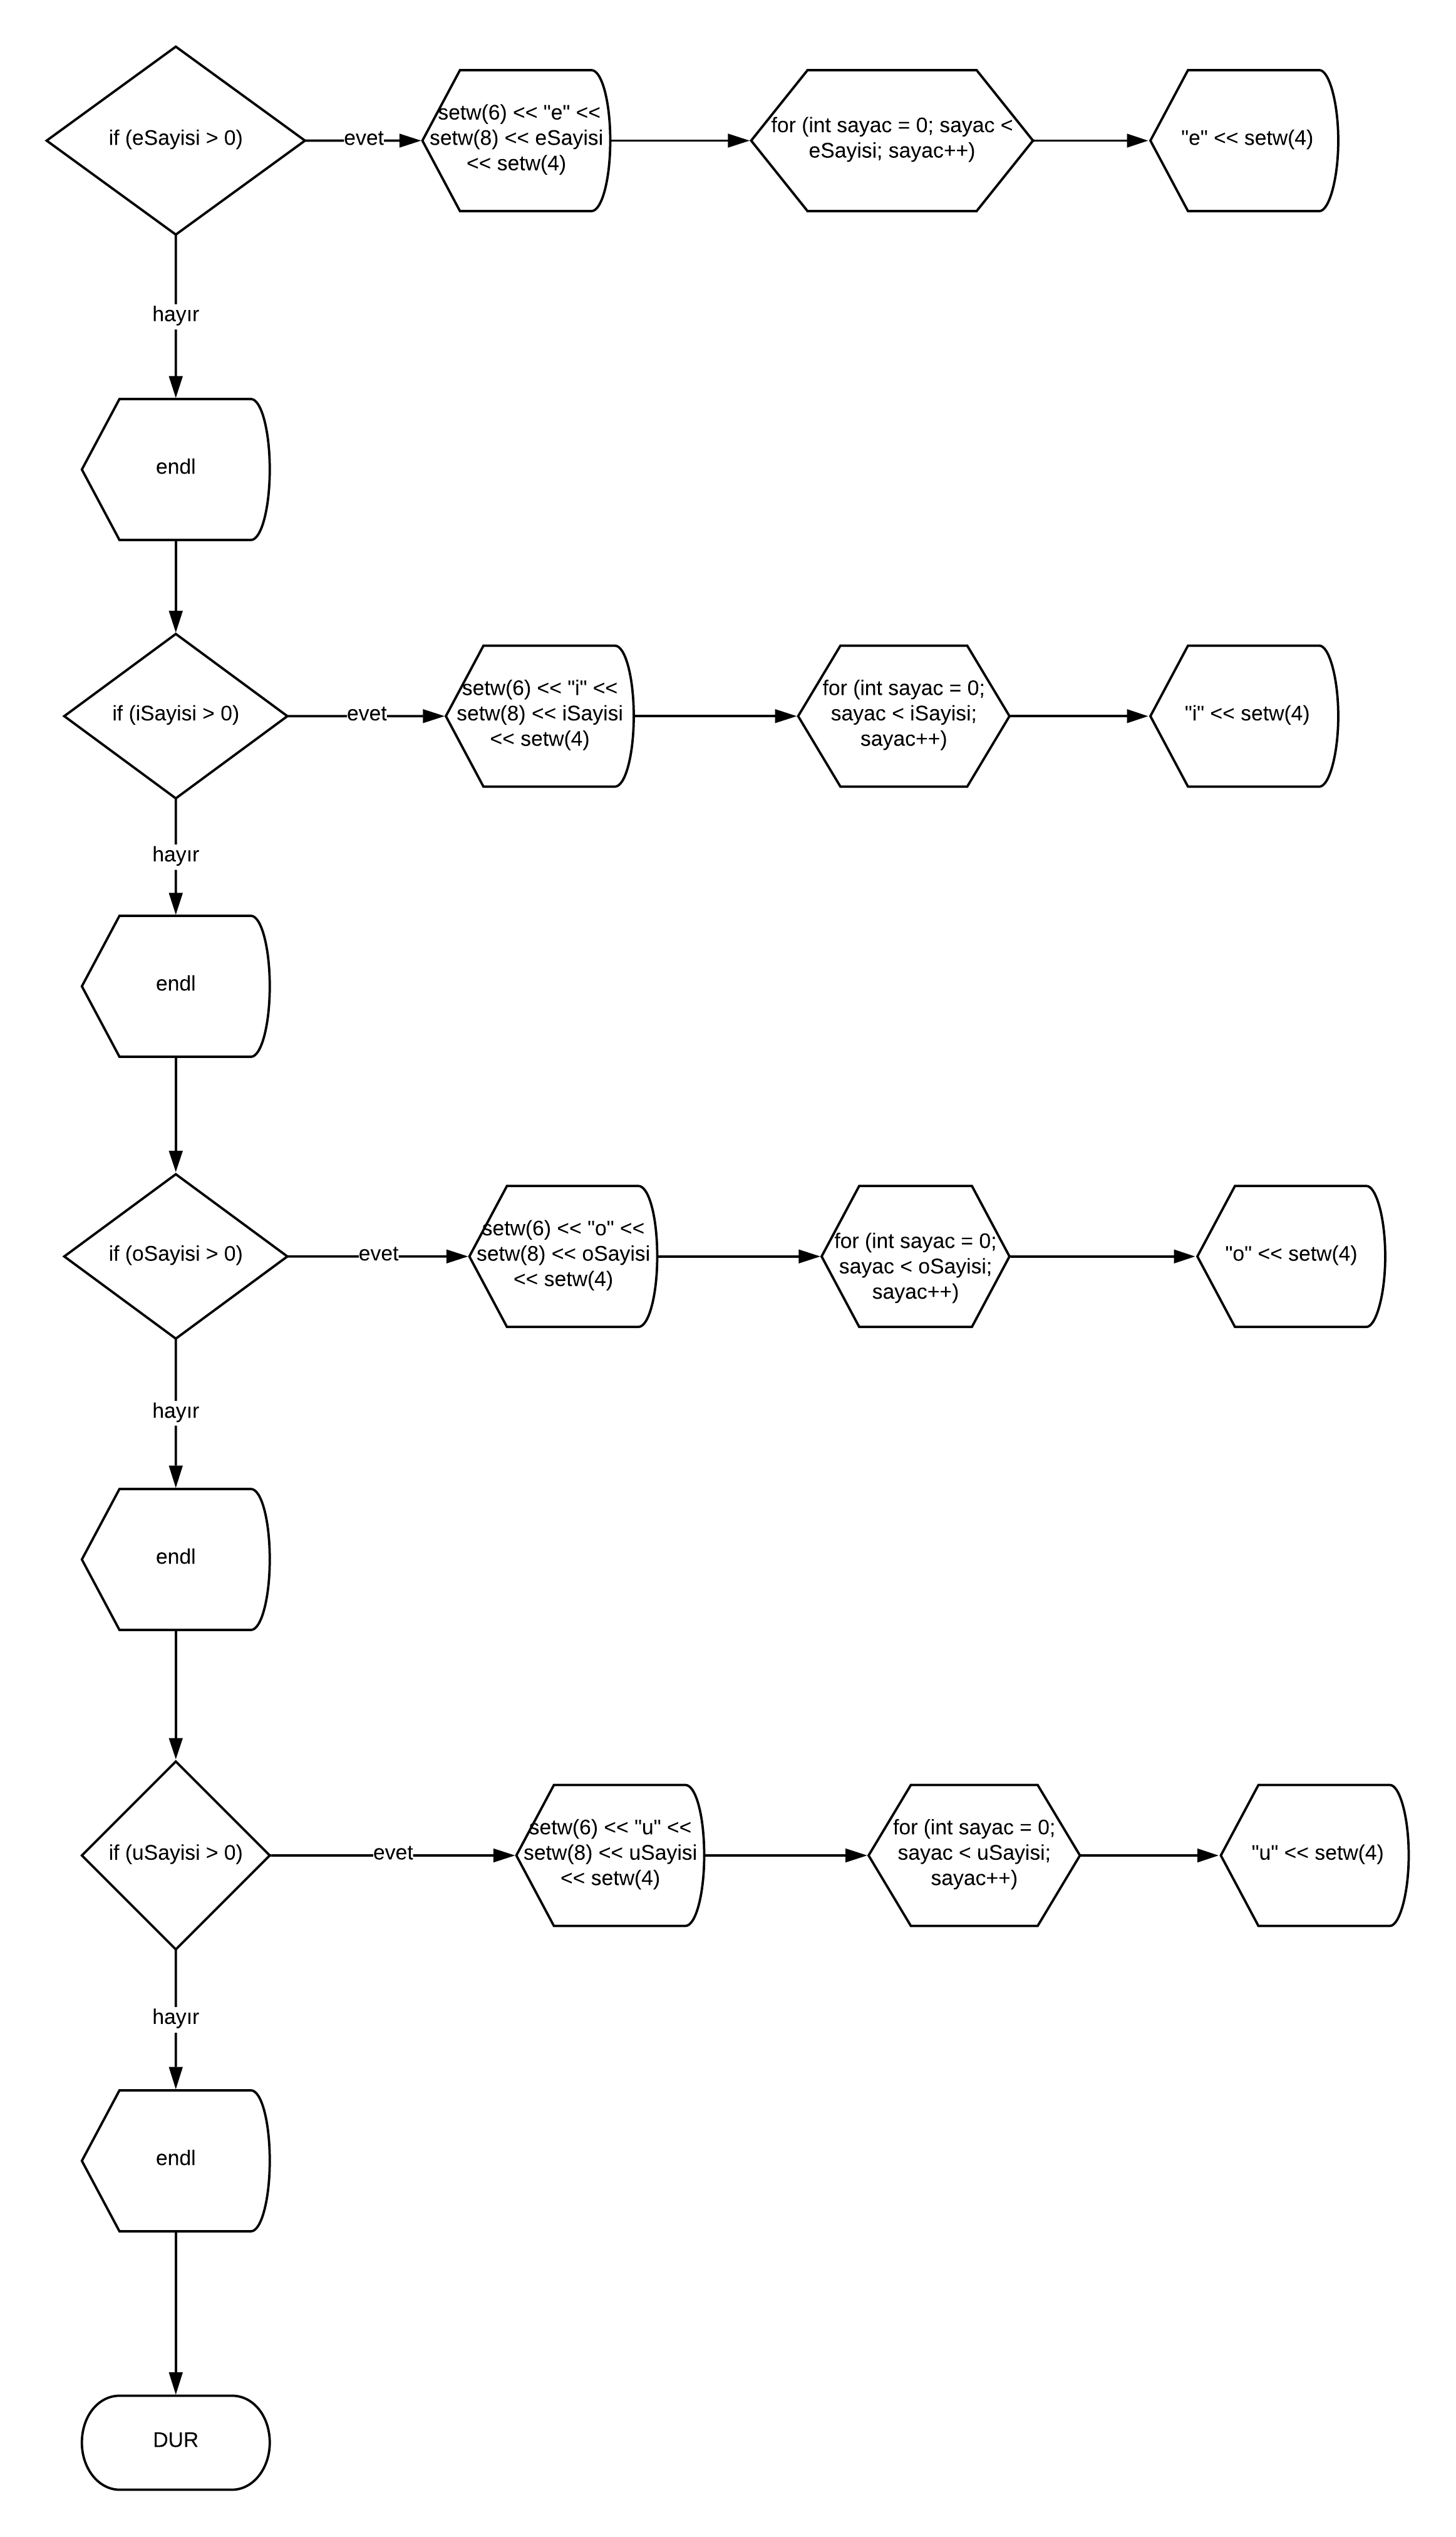 if (eSayisi > 0)
evet
setw(6) << "e" <<
setw(8) << eSayisi
<< setw(4)
for (int sayac = 0; sayac <
eSayisi; sayac++)
"e" << setw(4)
hayır
endl
if (iSayisi > 0)
evet
setw(6) << "i" <<
setw(8) << iSayisi
<< setw(4)
for (int sayac = 0;
sayac < iSayisi;
sayac++)
"i" << setw(4)
hayır
endl
if (oSayisi > 0)
evet
setw(6) << "o" <<
setw(8) << oSayisi
<< setw(4)
for (int sayac = 0;
sayac < oSayisi;
sayac++)
"o" << setw(4)
hayır
endl
if (uSayisi > 0)
evet
setw(6) << "u" <<
setw(8) << uSayisi
<< setw(4)
for (int sayac = 0;
sayac < uSayisi;
sayac++)
"u" << setw(4)
hayır
endl
DUR